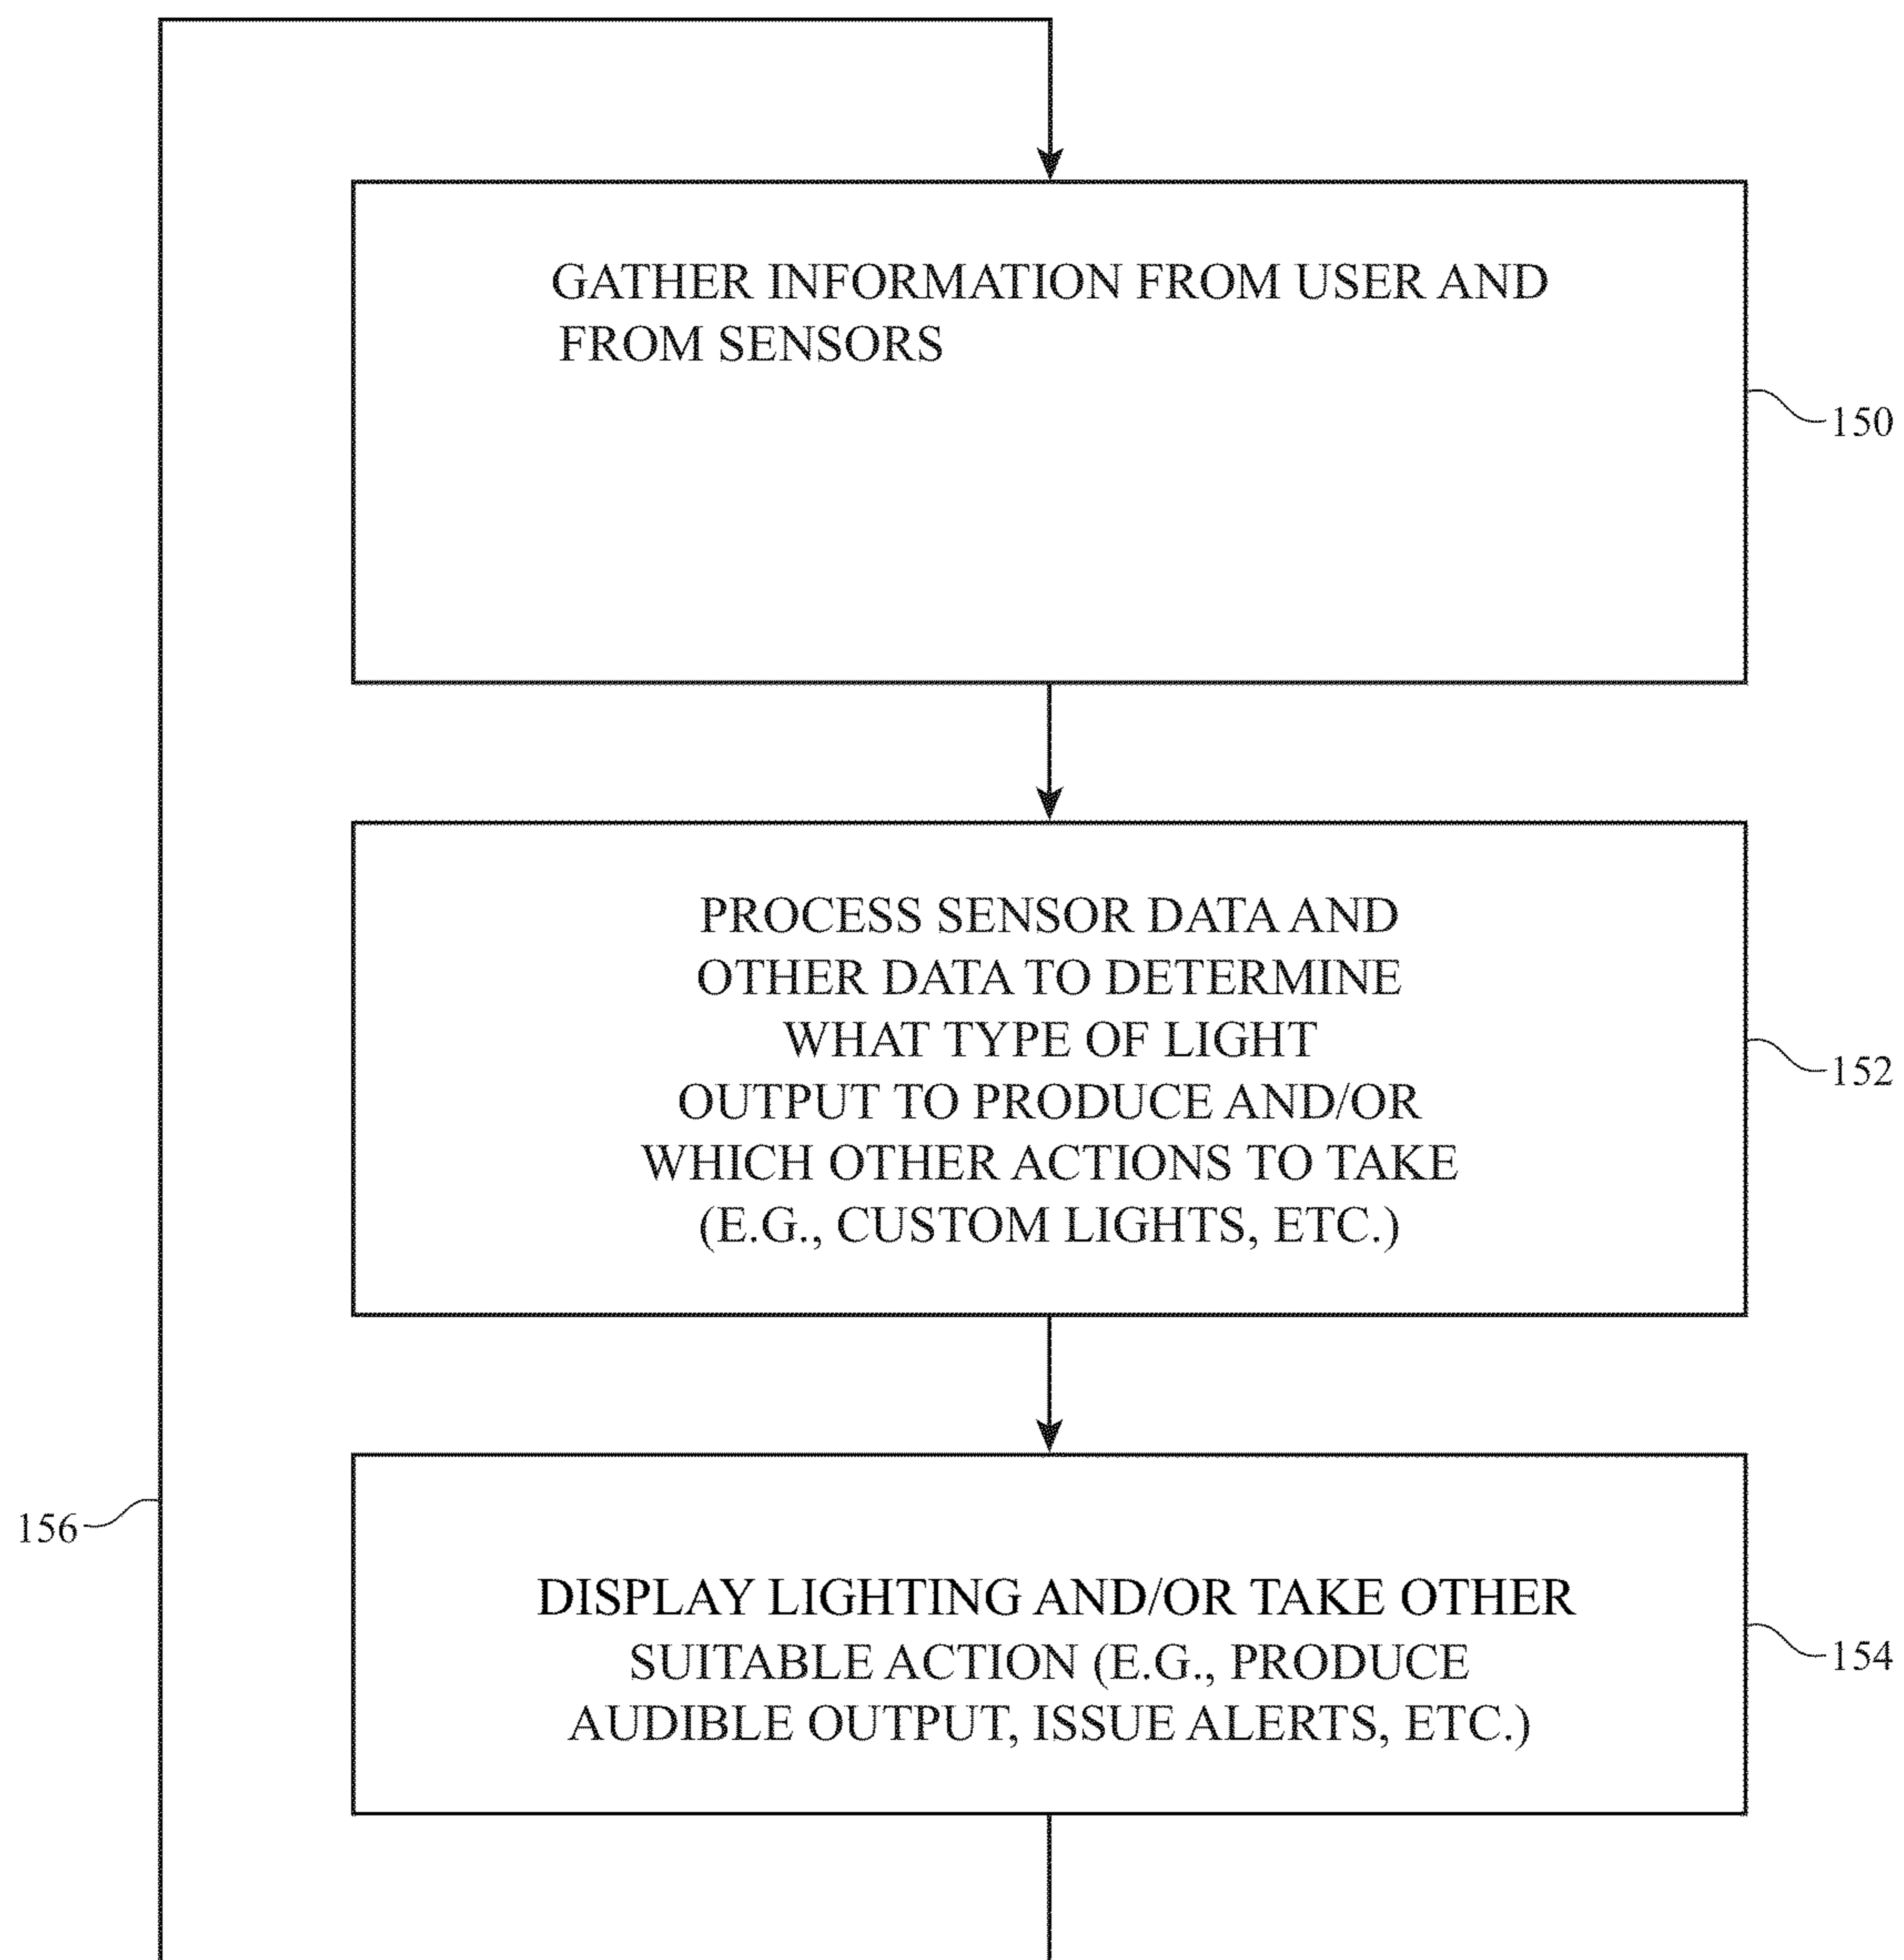 GATHER INFORMATION FROM USER AND
FROM SENSORS
150
PROCESS SENSOR DATA AND
OTHER DATA TO DETERMINE
WHAT TYPE OF LIGHT
OUTPUT TO PRODUCE AND/OR
WHICH OTHER ACTIONS TO TAKE
(E.G., CUSTOM LIGHTS, ETC.)
152
156
DISPLAY LIGHTING AND/OR TAKE OTHER
SUITABLE ACTION (E.G., PRODUCE
AUDIBLE OUTPUT, ISSUE ALERTS, ETC.)
154